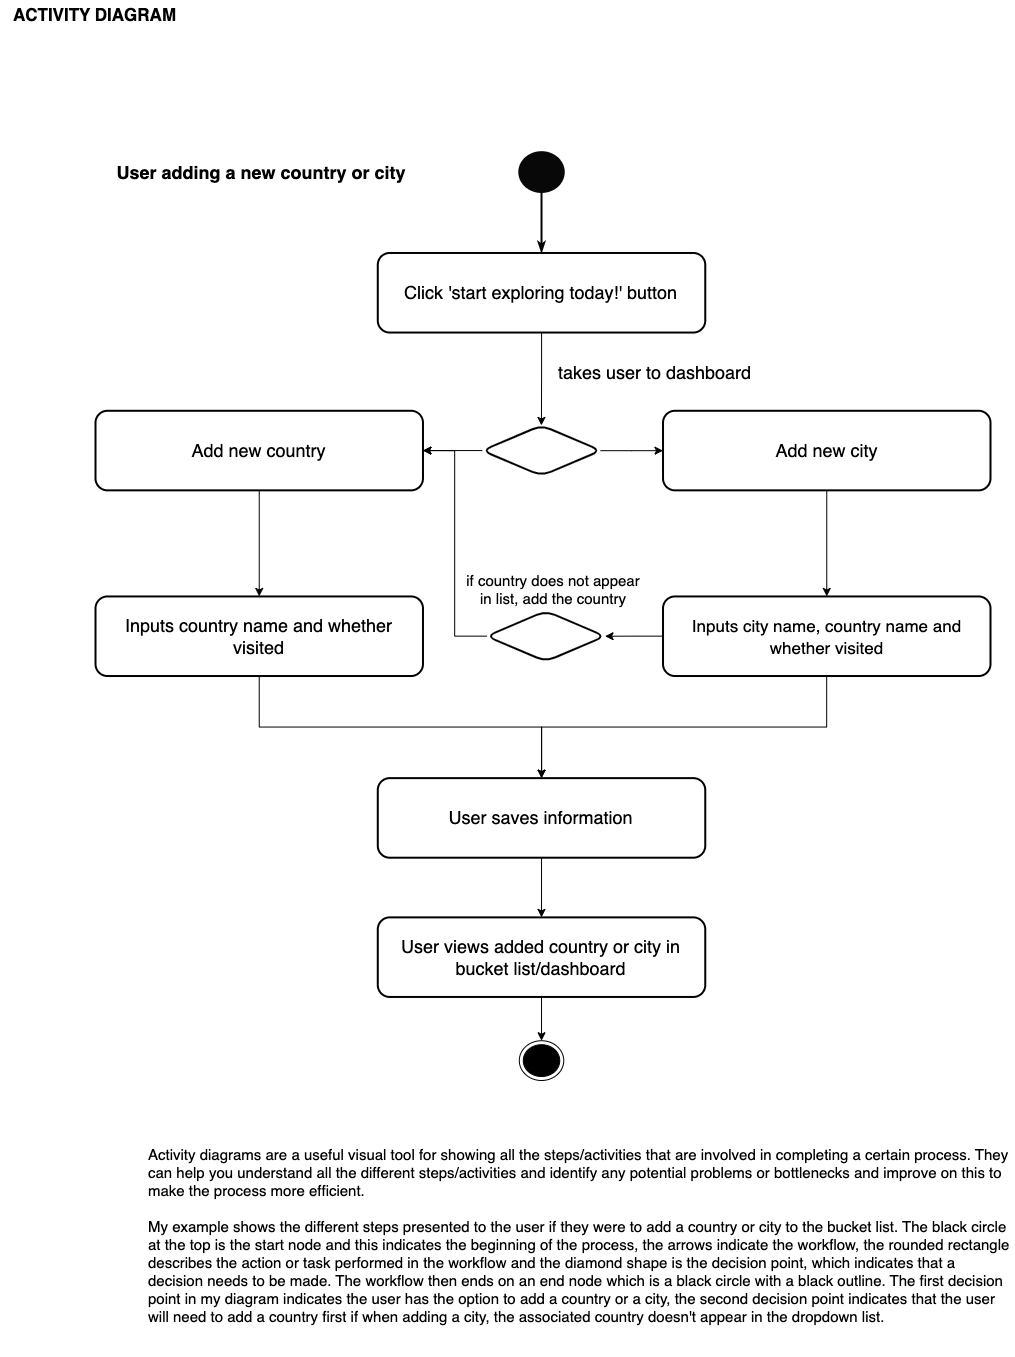 ACTIVITY DIAGRAM
User adding a new country or city
Click 'start exploring today!' button
takes user to dashboard
Add new country
Add new city
if country does not appear
in list, add the country
Inputs country name and whether
visited
Inputs city name, country name and
whether visited
User saves information
User views added country or city in
bucket list/dashboard
Activity diagrams are a useful visual tool for showing all the steps/activities that are involved in completing a certain process. They
can help you understand all the different steps/activities and identify any potential problems or bottlenecks and improve on this to
make the process more efficient.
My example shows the different steps presented to the user if they were to add a country or city to the bucket list. The black circle
at the top is the start node and this indicates the beginning of the process, the arrows indicate the workflow, the rounded rectangle
describes the action or task performed in the workflow and the diamond shape is the decision point, which indicates that a
decision needs to be made. The workflow then ends on an end node which is a black circle with a black outline. The first decision
point in my diagram indicates the user has the option to add a country or a city, the second decision point indicates that the user
will need to add a country first if when adding a city, the associated country doesn't appear in the dropdown list.